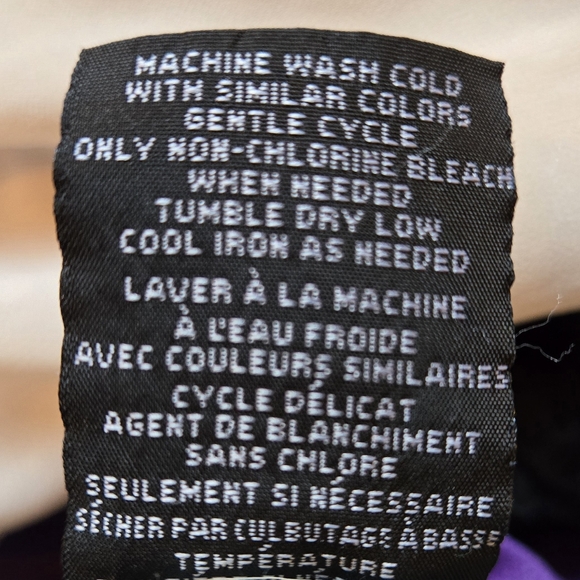 MACHINE WASH COLD
WITH SIMILAR COLORS
GENTLE CYCLE
ONLY NON-CHLORINE BLEACH
WHEN NEEDED
TUMBLE DRY LOW
COOL IRON AS NEEDED
LAVER À LA MACHINE
À L'EAU FROIDE
AVEC COULEURS SIMILAIRES
CYCLE DÉLICAT
AGENT DE BLANCHIMENT
SANS CHLORE
SEULEMENT SI NÉCESSAIRE
SÉCHER PAR CULBUTAGE À BASSE
TEMPÉRATURE